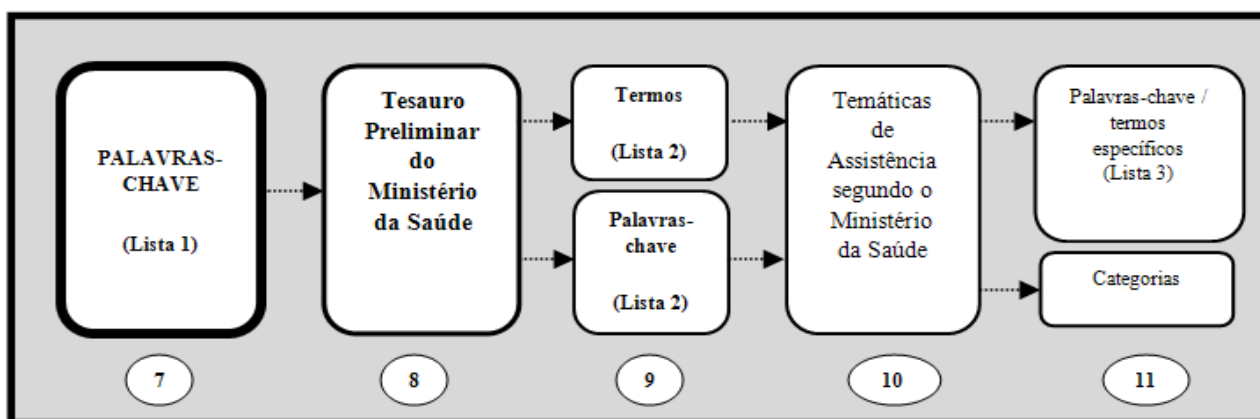 PALAVRAS-
CHAVE
(Lista 1)
Tesauro
Preliminar
do
Ministério
da Saúde
Termos
(Lista 2)
Palavras-
chave
(Lista 2)
Temáticas
de
Assistência
segundo o
Ministério
da Saúde
Palavras-chave /
termos
específicos
(Lista 3)
Categorias
7
8
9
10
11